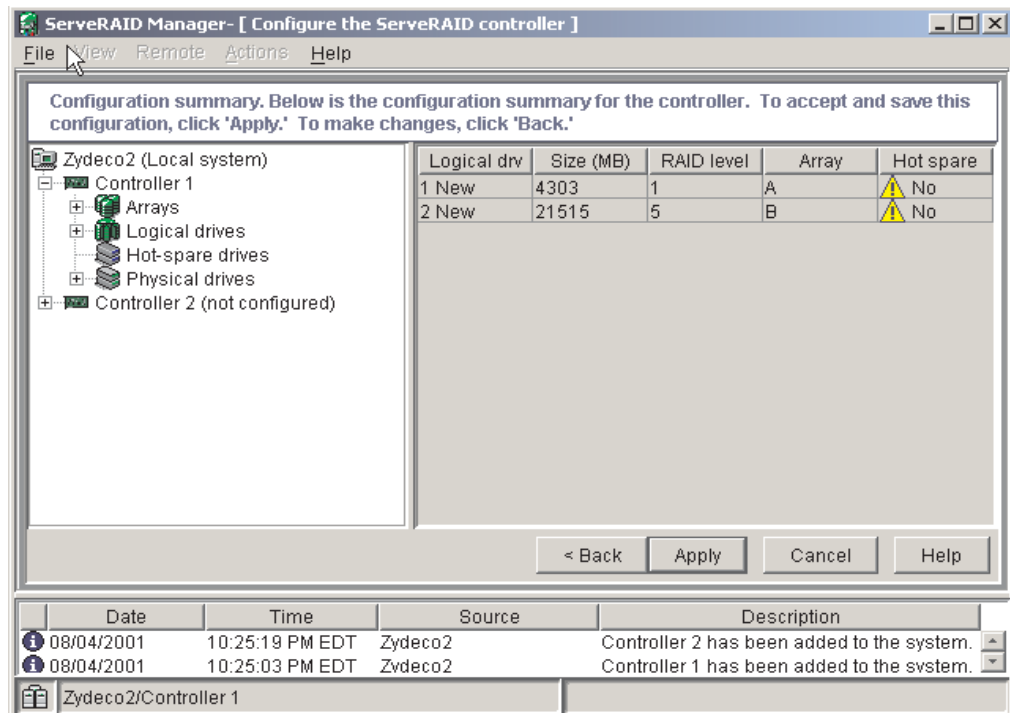 ServeRAID Manager- [ Configure the ServeRAID controller ]
File View Remote Actions Help
Configuration summary. Below is the configuration summary for the controller. To accept and save this
configuration, click 'Apply.' To make changes, click 'Back.'
Zydeco2 (Local system)
Controller 1
Arrays
Logical drives
Hot-spare drives
Physical drives
Controller 2 (not configured)
Logical drv Size (MB) RAID level Array Hot spare
1 New 4303 1 A No
2 New 21515 5 B No
< Back Apply Cancel Help
Date Time Source Description
08/04/2001 10:25:19 PM EDT Zydeco2 Controller 2 has been added to the system.
08/04/2001 10:25:03 PM EDT Zydeco2 Controller 1 has been added to the system.
Zydeco2/Controller 1